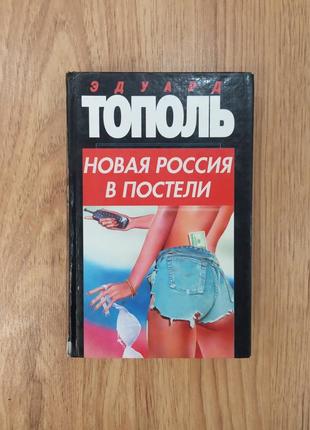 ЭДУАРД
ТОПОЛЬ
НОВАЯ РОССИЯ
В ПОСТЕЛИ